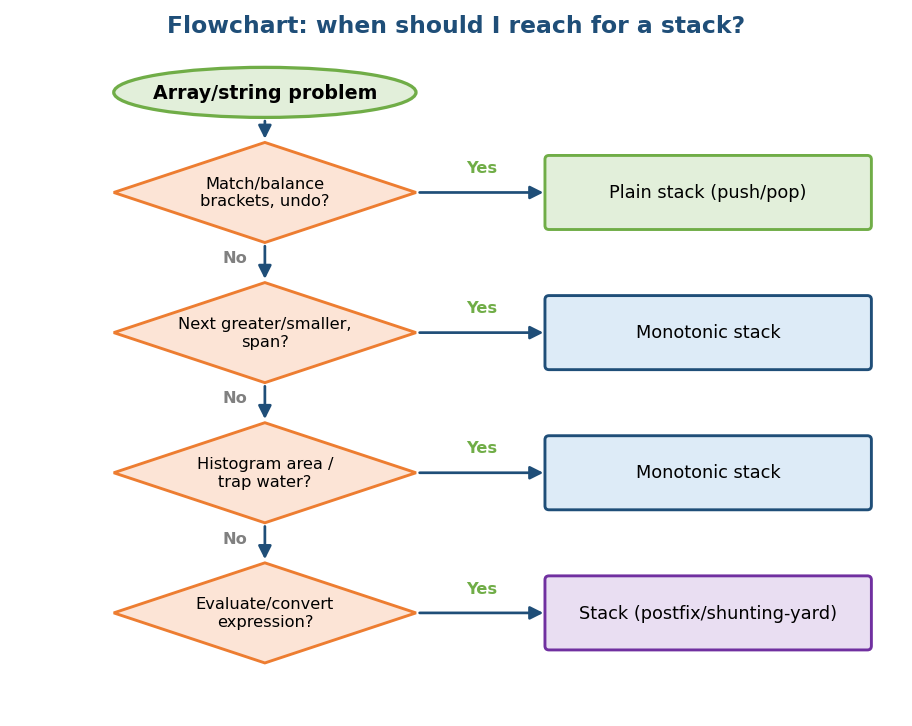 Flowchart: when should I reach for a stack?
Array/string problem
Match/balance
brackets, undo?
Yes
Plain stack (push/pop)
No
Next greater/smaller,
span?
Yes
Monotonic stack
No
Histogram area /
trap water?
Yes
Monotonic stack
No
Evaluate/convert
expression?
Yes
Stack (postfix/shunting-yard)